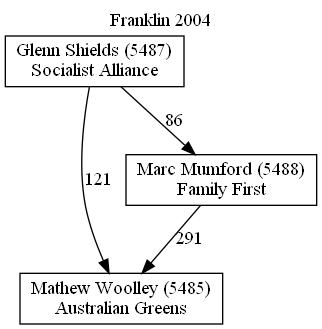 Franklin 2004
Glenn Shields (5487)
Socialist Alliance
86
Marc Mumford (5488)
Family First
121
291
Mathew Woolley (5485)
Australian Greens